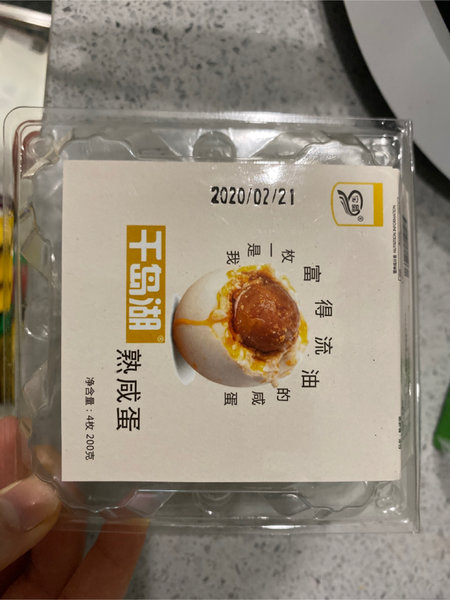 2020/02/21
我是一枚
富得流油
的咸蛋
千岛湖®
熟咸蛋
净含量：4枚 200克